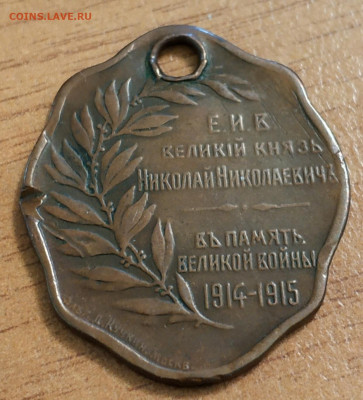 COINS.LAVE.RU
Е.И.В.
ВЕЛИКІЙ КНЯЗЬ
НИКОЛАЙ НИКОЛАЕВИЧЪ
ВЪ ПАМЯТЬ
ВЕЛИКОЙ ВОЙНЫ
1914-1915